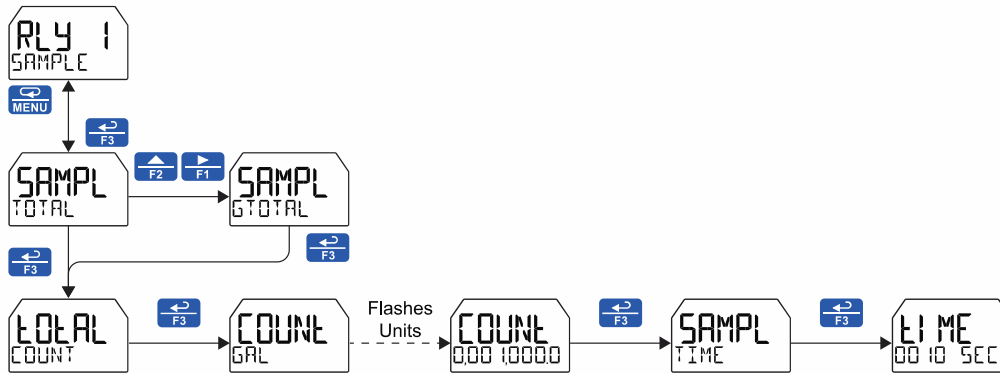 RLY 1
SAMPLE
MENU
F3
F2 F1
SAMPL SAMPL
TOTAL GTOTAL
F3 F3
F3 Flashes Units F3 F3
tOtAL COUNt COUNt SAMPL tIME
COUNT GAL 0,001,000.0 TIME 0010 SEC